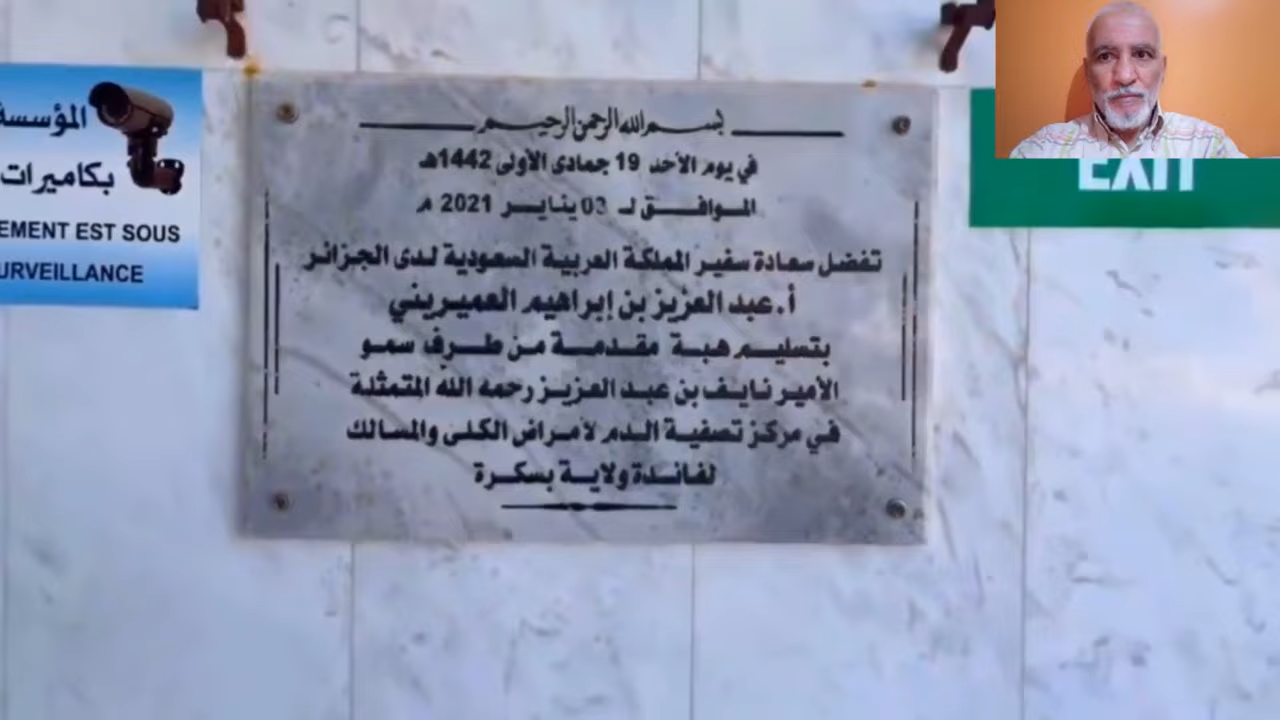 بسم الله الرحمن الرحيم
في يوم الأحد 19 جمادى الأولى 1442هـ
الموافق لـ 03 يناير 2021 م
تفضل سعادة سفير المملكة العربية السعودية لدى الجزائر
أ. عبد العزيز بن إبراهيم العميريني
بتسليم هبة مقدمة من طرف سمو
الأمير نايف بن عبد العزيز رحمه الله المتمثلة
في مركز تصفية الدم لأمراض الكلى والمسالك
لفائدة ولاية بسكرة
المؤسسة
بكاميرات
EMENT EST SOUS
URVEILLANCE
EXIT